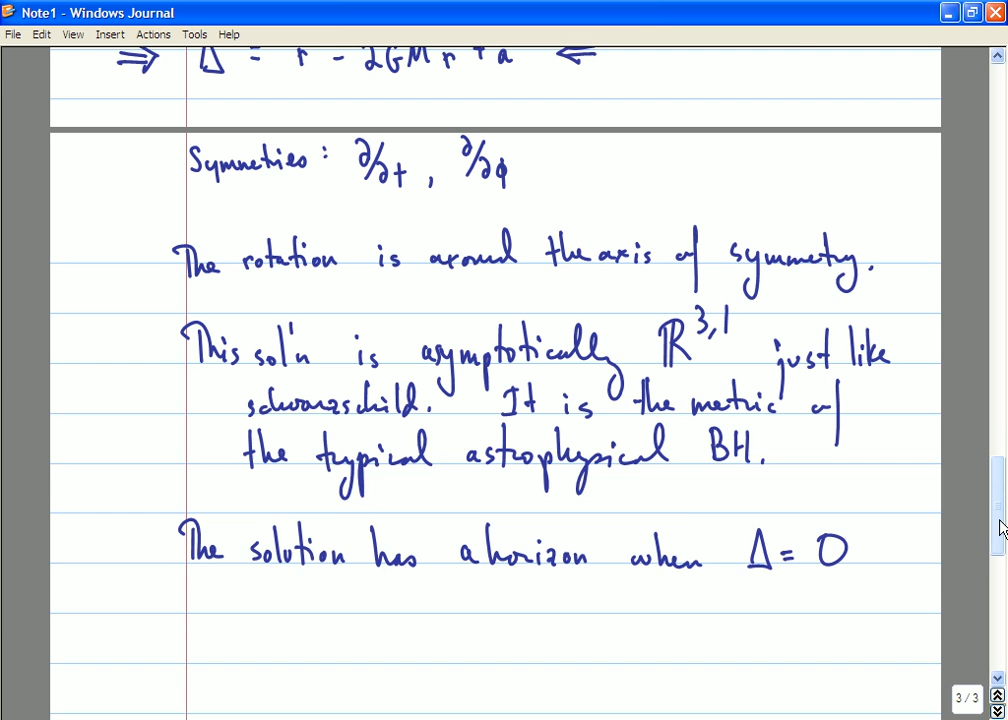 Note1 - Windows Journal
File Edit View Insert Actions Tools Help
⇒ Δ = r - 2GMr + a ⇐
Symmetries : ∂/∂t , ∂/∂φ
The rotation is around the axis of symmetry.
This sol'n is asymptotically ℝ^3,1 just like
schwarzschild. It is the metric of
the typical astrophysical BH.
The solution has a horizon when Δ = 0
3 / 3